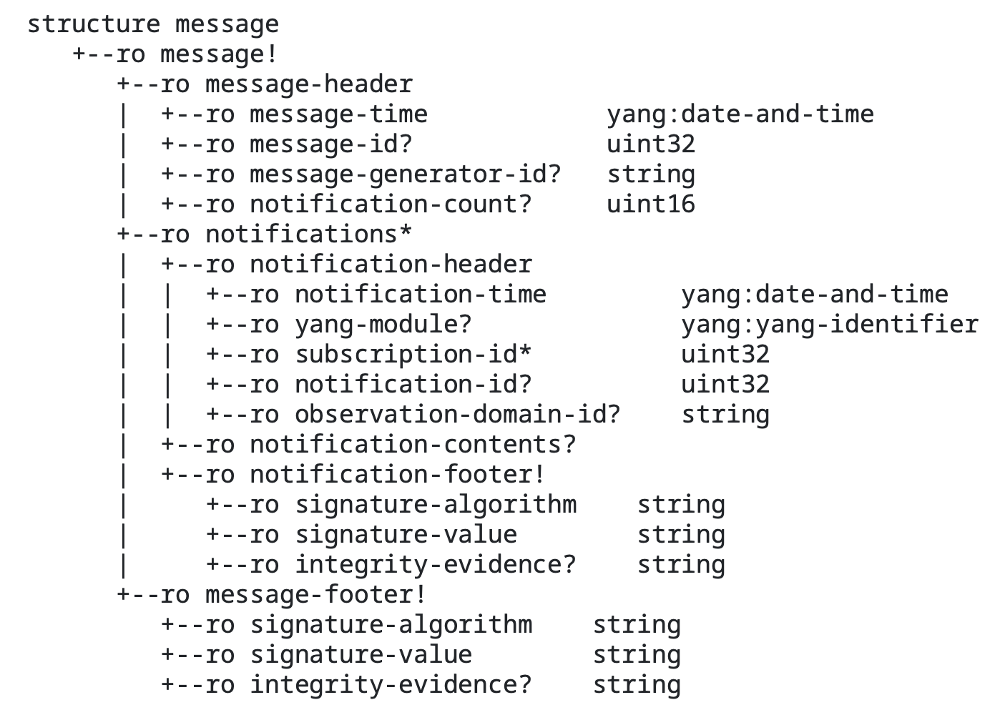 structure message
   +--ro message!
      +--ro message-header
      |  +--ro message-time            yang:date-and-time
      |  +--ro message-id?             uint32
      |  +--ro message-generator-id?   string
      |  +--ro notification-count?     uint16
      +--ro notifications*
      |  +--ro notification-header
      |  |  +--ro notification-time         yang:date-and-time
      |  |  +--ro yang-module?              yang:yang-identifier
      |  |  +--ro subscription-id*          uint32
      |  |  +--ro notification-id?          uint32
      |  |  +--ro observation-domain-id?    string
      |  +--ro notification-contents?
      |  +--ro notification-footer!
      |     +--ro signature-algorithm    string
      |     +--ro signature-value        string
      |     +--ro integrity-evidence?    string
      +--ro message-footer!
         +--ro signature-algorithm    string
         +--ro signature-value        string
         +--ro integrity-evidence?    string